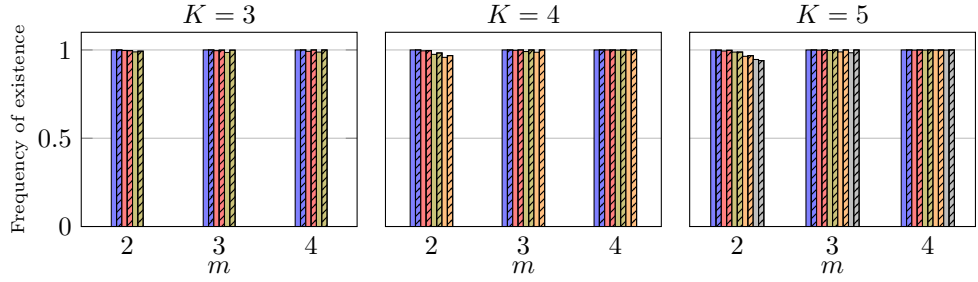 K = 3
K = 4
K = 5
Frequency of existence
1
0.5
0
2 3 4
2 3 4
2 3 4
m
m
m